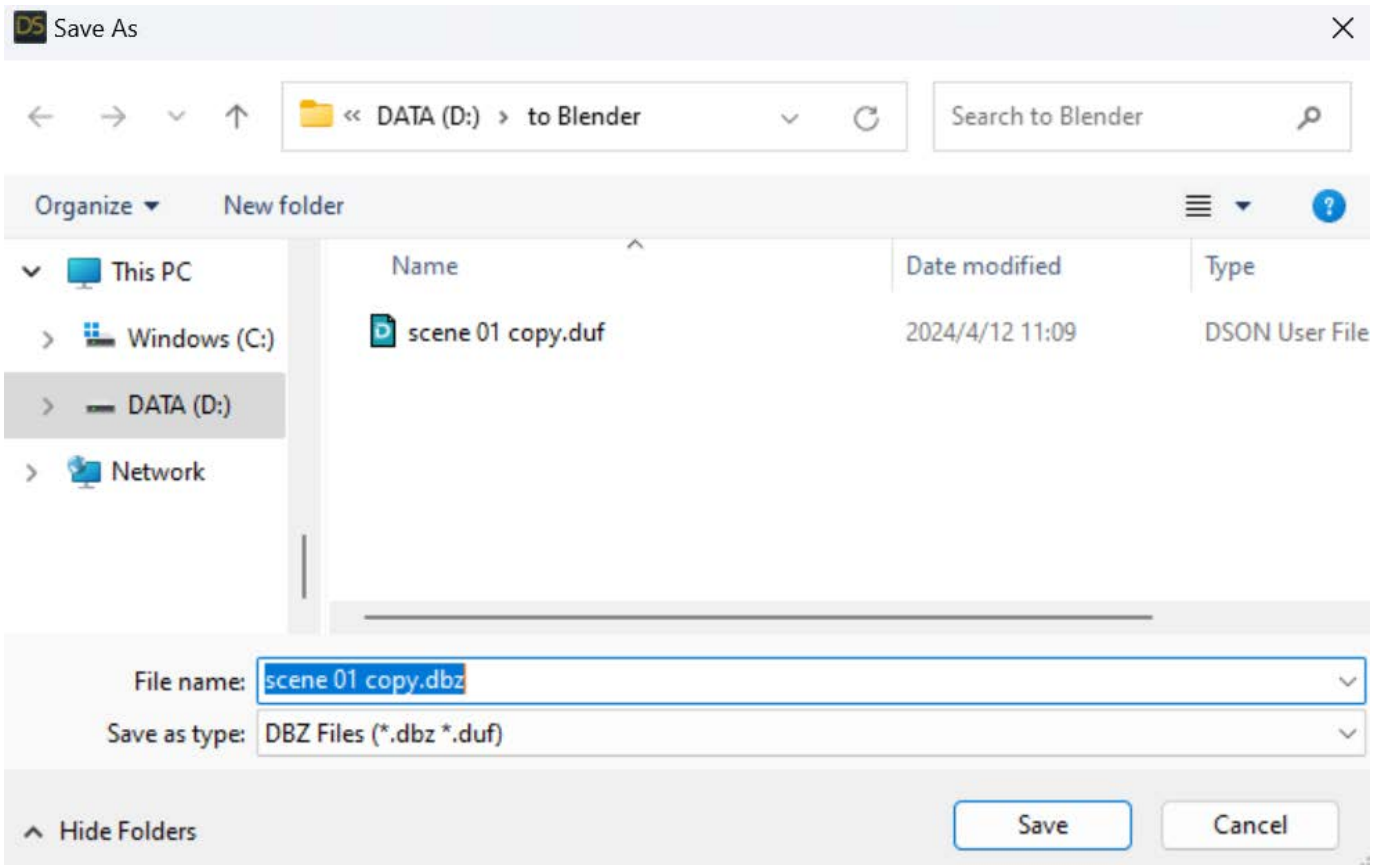 DS Save As
« DATA (D:) › to Blender
Search to Blender
Organize
New folder
?
This PC
Windows (C:)
DATA (D:)
Network
Name
Date modified
Type
D scene 01 copy.duf
2024/4/12 11:09
DSON User File
File name: scene 01 copy.dbz
Save as type: DBZ Files (*.dbz *.duf)
Hide Folders
Save
Cancel